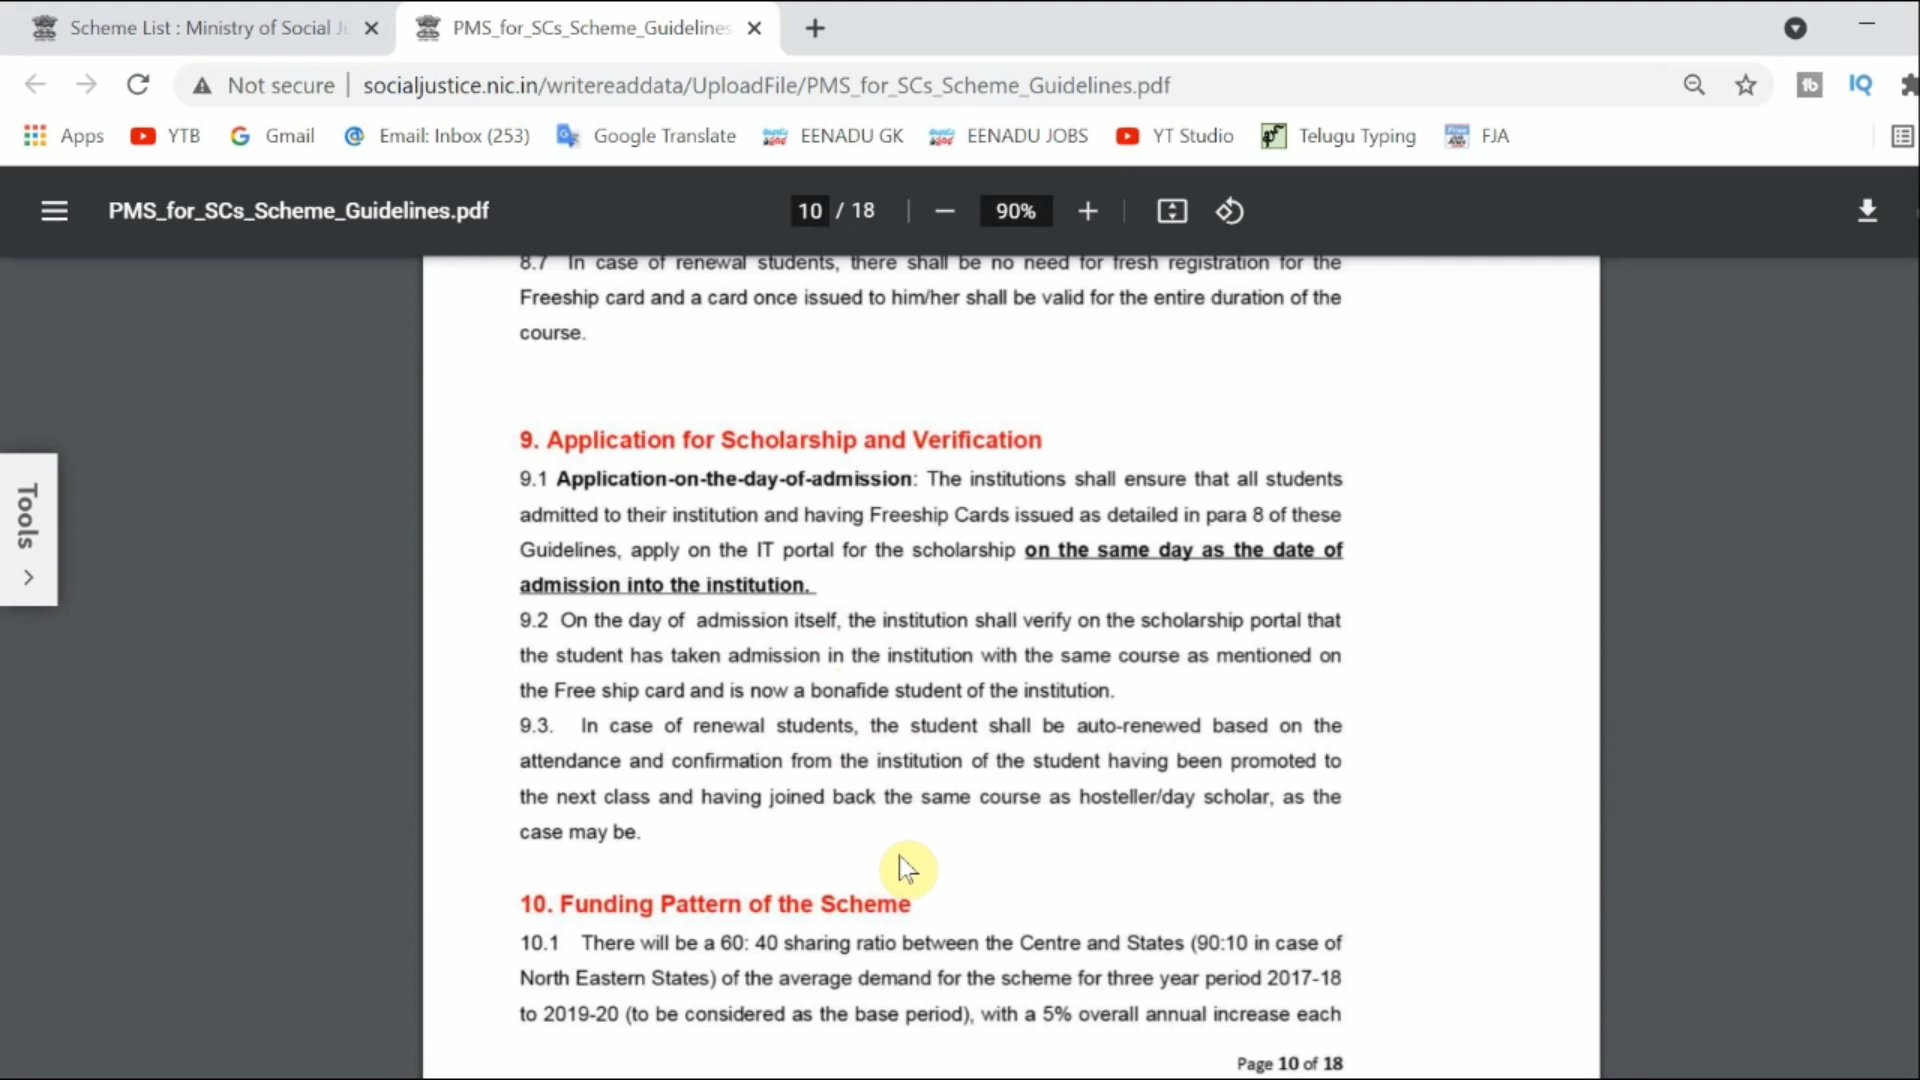 Scheme List : Ministry of Social Ju
PMS_for_SCs_Scheme_Guidelines
Not secure
socialjustice.nic.in/writereaddata/UploadFile/PMS_for_SCs_Scheme_Guidelines.pdf
tb
IQ
Apps
YTB
Gmail
Email: Inbox (253)
Google Translate
EENADU GK
EENADU JOBS
YT Studio
Telugu Typing
FJA
PMS_for_SCs_Scheme_Guidelines.pdf
10 / 18
90%
Tools
8.7 In case of renewal students, there shall be no need for fresh registration for the
Freeship card and a card once issued to him/her shall be valid for the entire duration of the
course.
9. Application for Scholarship and Verification
9.1 Application-on-the-day-of-admission: The institutions shall ensure that all students
admitted to their institution and having Freeship Cards issued as detailed in para 8 of these
Guidelines, apply on the IT portal for the scholarship on the same day as the date of
admission into the institution.
9.2 On the day of admission itself, the institution shall verify on the scholarship portal that
the student has taken admission in the institution with the same course as mentioned on
the Free ship card and is now a bonafide student of the institution.
9.3. In case of renewal students, the student shall be auto-renewed based on the
attendance and confirmation from the institution of the student having been promoted to
the next class and having joined back the same course as hosteller/day scholar, as the
case may be.
10. Funding Pattern of the Scheme
10.1 There will be a 60: 40 sharing ratio between the Centre and States (90:10 in case of
North Eastern States) of the average demand for the scheme for three year period 2017-18
to 2019-20 (to be considered as the base period), with a 5% overall annual increase each
Page 10 of 18